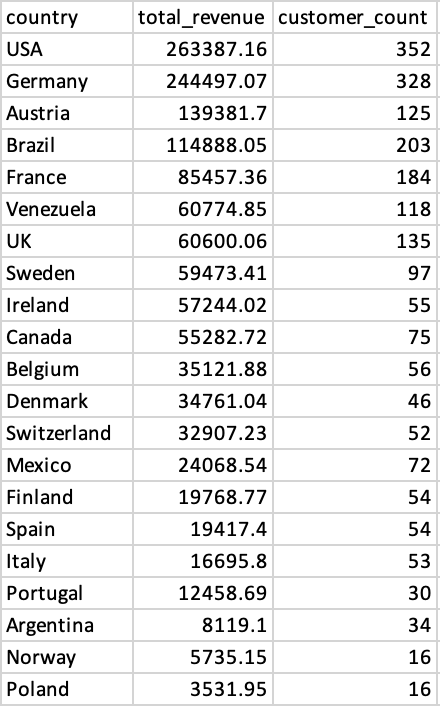 country total_revenue customer_count
USA 263387.16 352
Germany 244497.07 328
Austria 139381.7 125
Brazil 114888.05 203
France 85457.36 184
Venezuela 60774.85 118
UK 60600.06 135
Sweden 59473.41 97
Ireland 57244.02 55
Canada 55282.72 75
Belgium 35121.88 56
Denmark 34761.04 46
Switzerland 32907.23 52
Mexico 24068.54 72
Finland 19768.77 54
Spain 19417.4 54
Italy 16695.8 53
Portugal 12458.69 30
Argentina 8119.1 34
Norway 5735.15 16
Poland 3531.95 16